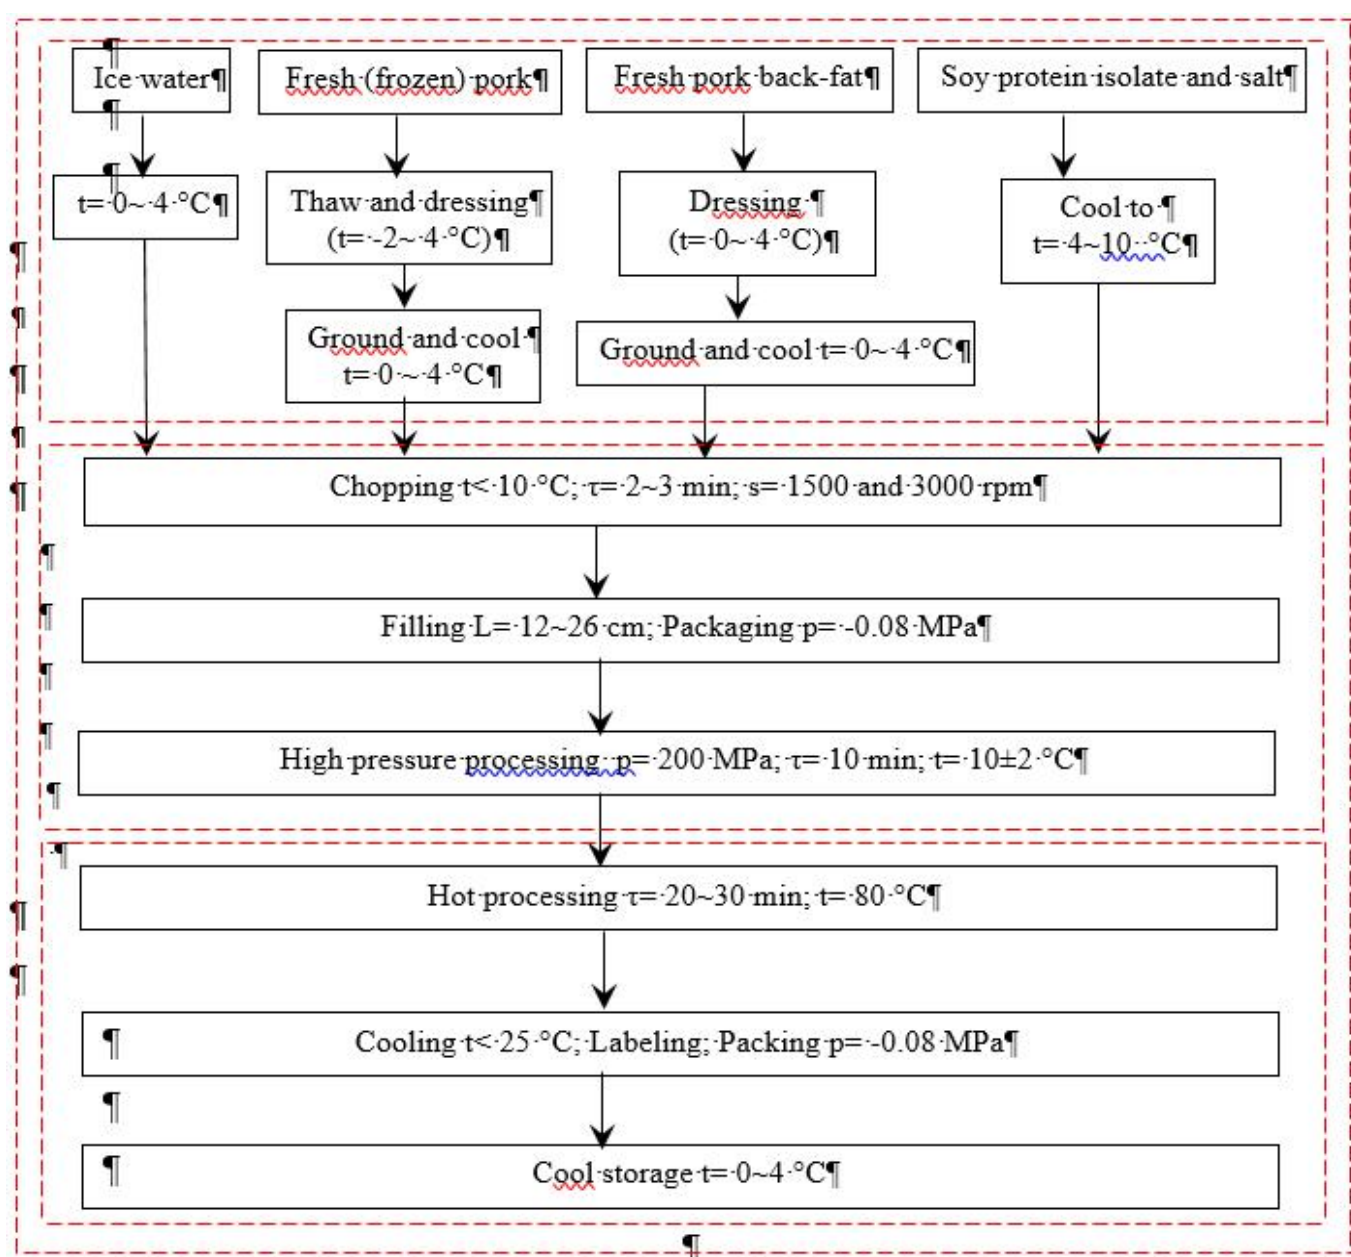 Ice water¶
Fresh (frozen) pork¶
Fresh pork back-fat¶
Soy protein isolate and salt¶
t= 0~ 4 °C¶
Thaw and dressing¶
(t= -2~ 4 °C)¶
Dressing ¶
(t= 0~ 4 °C)¶
Cool to ¶
t= 4~10  °C¶
Ground and cool ¶
t= 0 ~ 4 °C¶
Ground and cool t= 0~ 4 °C¶
Chopping t< 10 °C; τ= 2~3 min; s= 1500 and 3000 rpm¶
Filling L= 12~26 cm; Packaging p= -0.08 MPa¶
High pressure processing  p= 200 MPa; τ= 10 min; t= 10±2 °C¶
Hot processing τ= 20~30 min; t= 80 °C¶
Cooling t< 25 °C; Labeling; Packing p= -0.08 MPa¶
Cool storage t= 0~4 °C¶